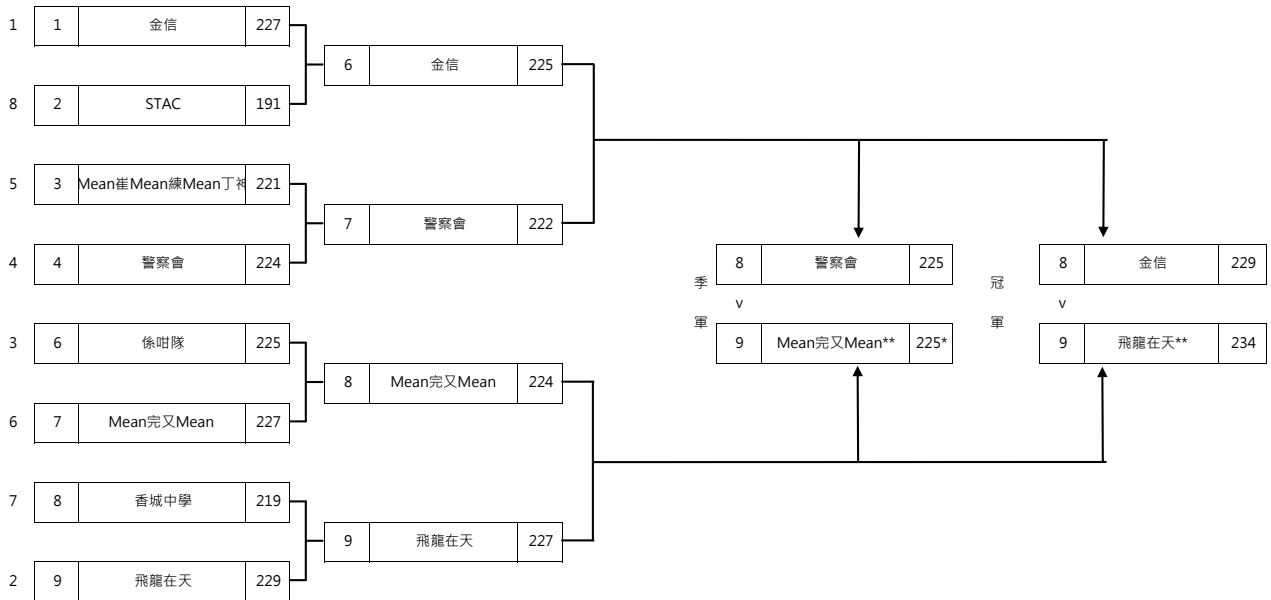 1 1 金信 227
6 金信 225
8 2 STAC 191
5 3 Mean崔Mean練Mean丁 221
7 警察會 222
4 4 警察會 224
8 警察會 225
8 金信 229
季軍
v
冠軍
v
9 Mean完又Mean** 225*
9 飛龍在天** 234
3 6 係咁隊 225
8 Mean完又Mean 224
6 7 Mean完又Mean 227
7 8 香城中學 219
9 飛龍在天 227
2 9 飛龍在天 229